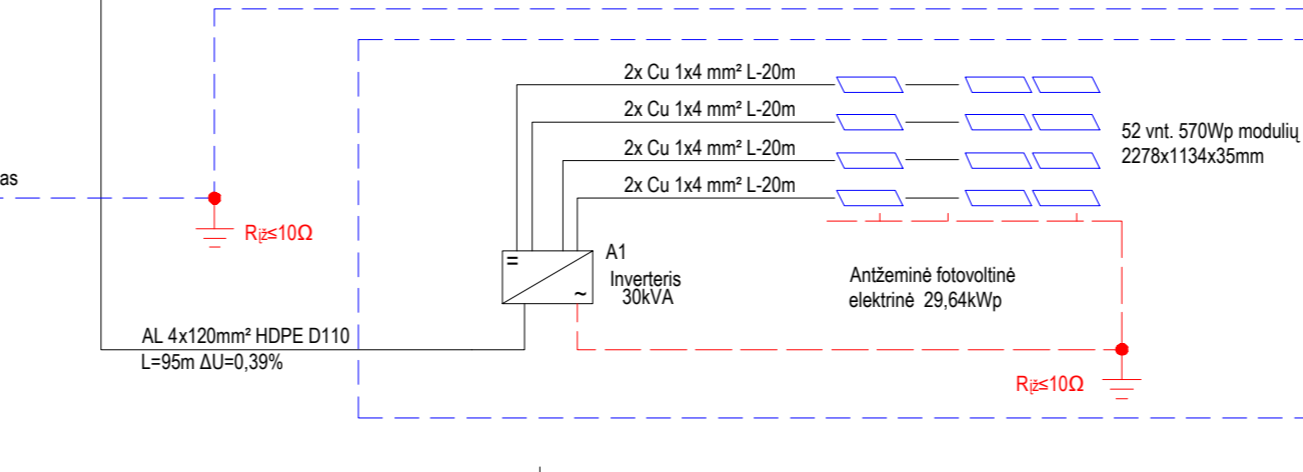 2x Cu 1x4 mm² L-20m
2x Cu 1x4 mm² L-20m
2x Cu 1x4 mm² L-20m
2x Cu 1x4 mm² L-20m
52 vnt. 570Wp modulių
2278x1134x35mm
as
Rįž≤10Ω
=
~
A1
Inverteris
30kVA
Antžeminė fotovoltinė
elektrinė 29,64kWp
AL 4x120mm² HDPE D110
L=95m ΔU=0,39%
Rįž≤10Ω